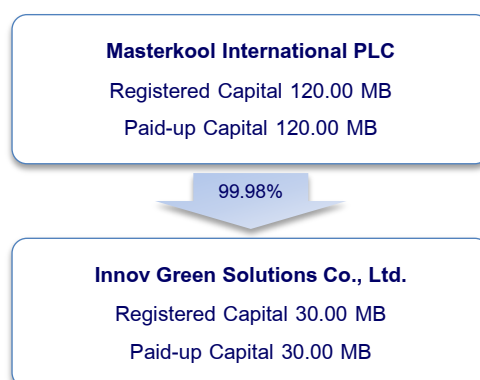 Masterkool International PLC
Registered Capital 120.00 MB
Paid-up Capital 120.00 MB
99.98%
Innov Green Solutions Co., Ltd.
Registered Capital 30.00 MB
Paid-up Capital 30.00 MB